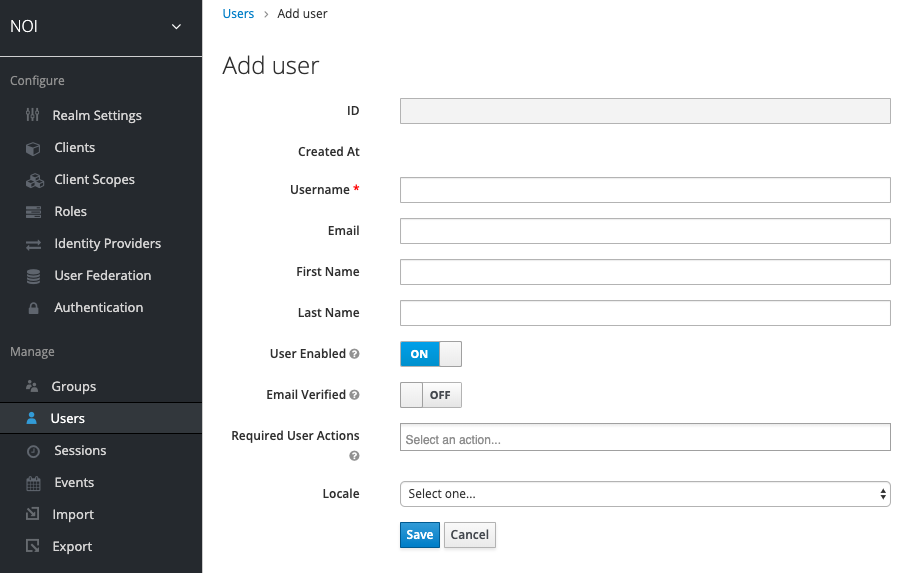 NOI
Configure
Realm Settings
Clients
Client Scopes
Roles
Identity Providers
User Federation
Authentication
Manage
Groups
Users
Sessions
Events
Import
Export
Users > Add user
Add user
ID
Created At
Username *
Email
First Name
Last Name
User Enabled ?
ON
Email Verified ?
OFF
Required User Actions
?
Select an action...
Locale
Select one...
Save Cancel